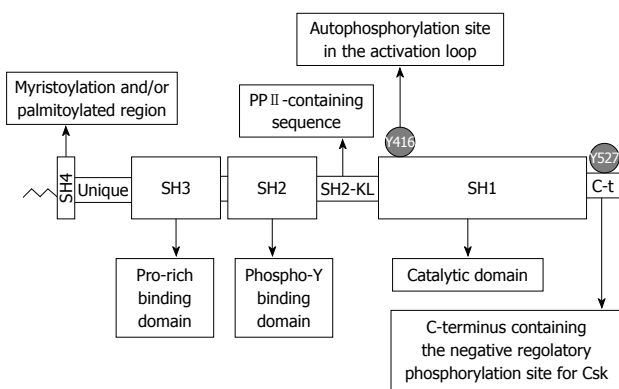 Autophosphorylation site
in the activation loop
Myristoylation and/or
palmitoylated region
PPⅡ-containing
sequence
Y416
Y527
SH4
Unique
SH3
SH2
SH2-KL
SH1
C-t
Pro-rich
binding
domain
Phospho-Y
binding
domain
Catalytic domain
C-terminus containing
the negative regolatory
phosphorylation site for Csk